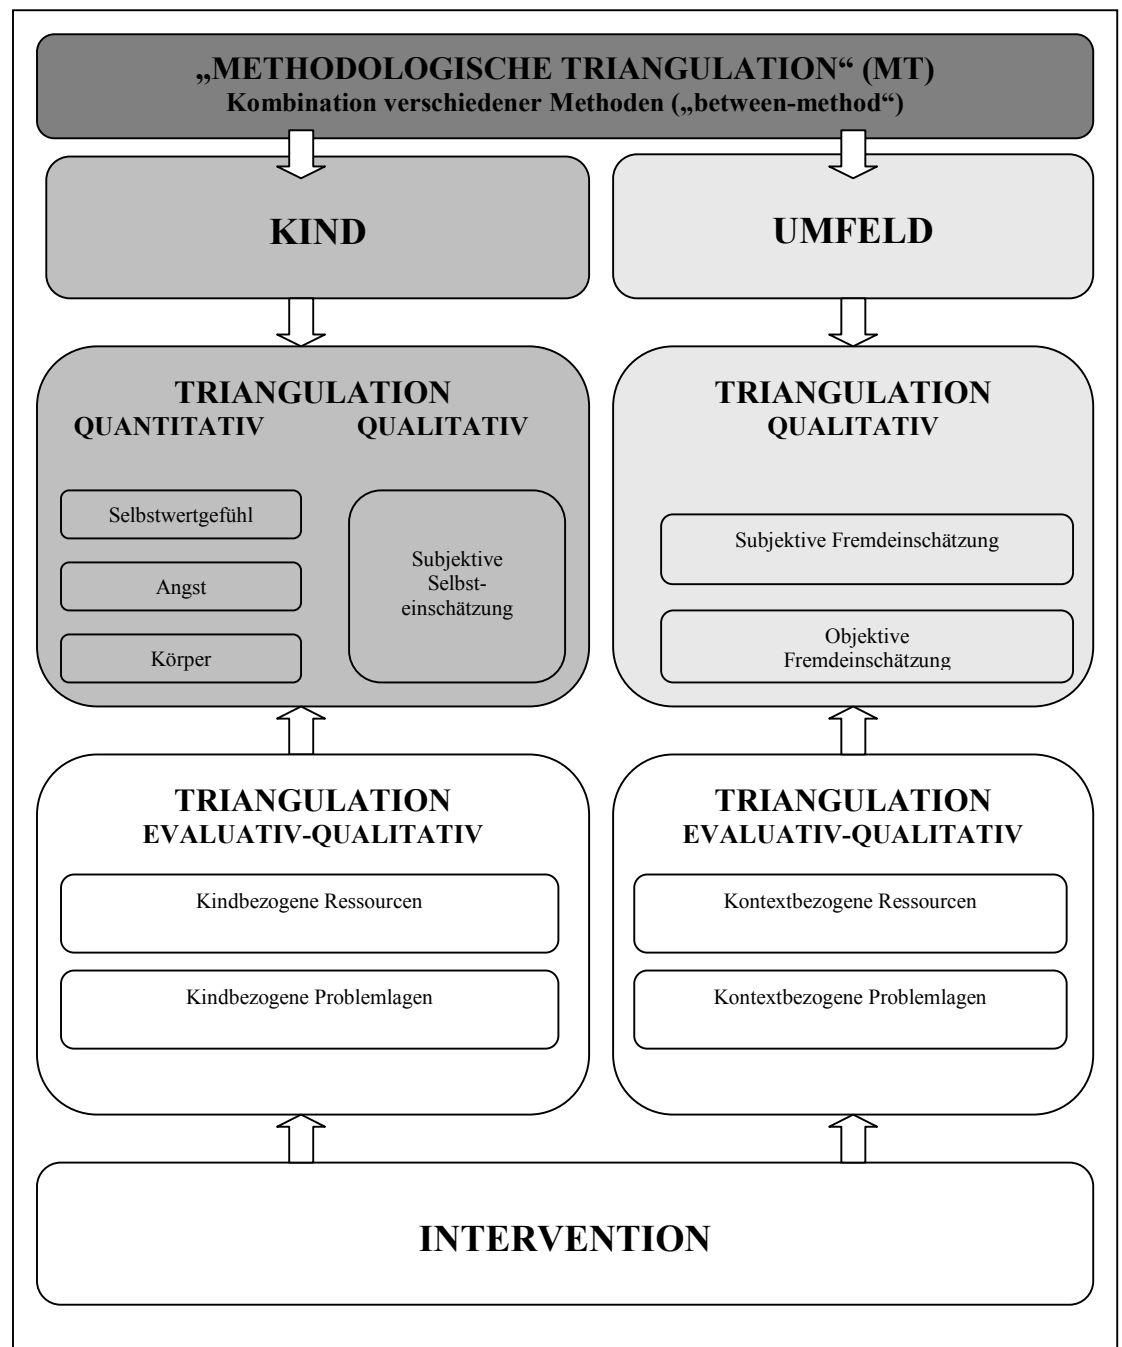 „METHODOLOGISCHE TRIANGULATION“ (MT)
Kombination verschiedener Methoden („between-method“)
KIND
UMFELD
TRIANGULATION
QUANTITATIV QUALITATIV
Selbstwertgefühl
Angst
Körper
Subjektive
Selbst-
einschätzung
TRIANGULATION
QUALITATIV
Subjektive Fremdeinschätzung
Objektive
Fremdeinschätzung
TRIANGULATION
EVALUATIV-QUALITATIV
Kindbezogene Ressourcen
Kindbezogene Problemlagen
TRIANGULATION
EVALUATIV-QUALITATIV
Kontextbezogene Ressourcen
Kontextbezogene Problemlagen
INTERVENTION